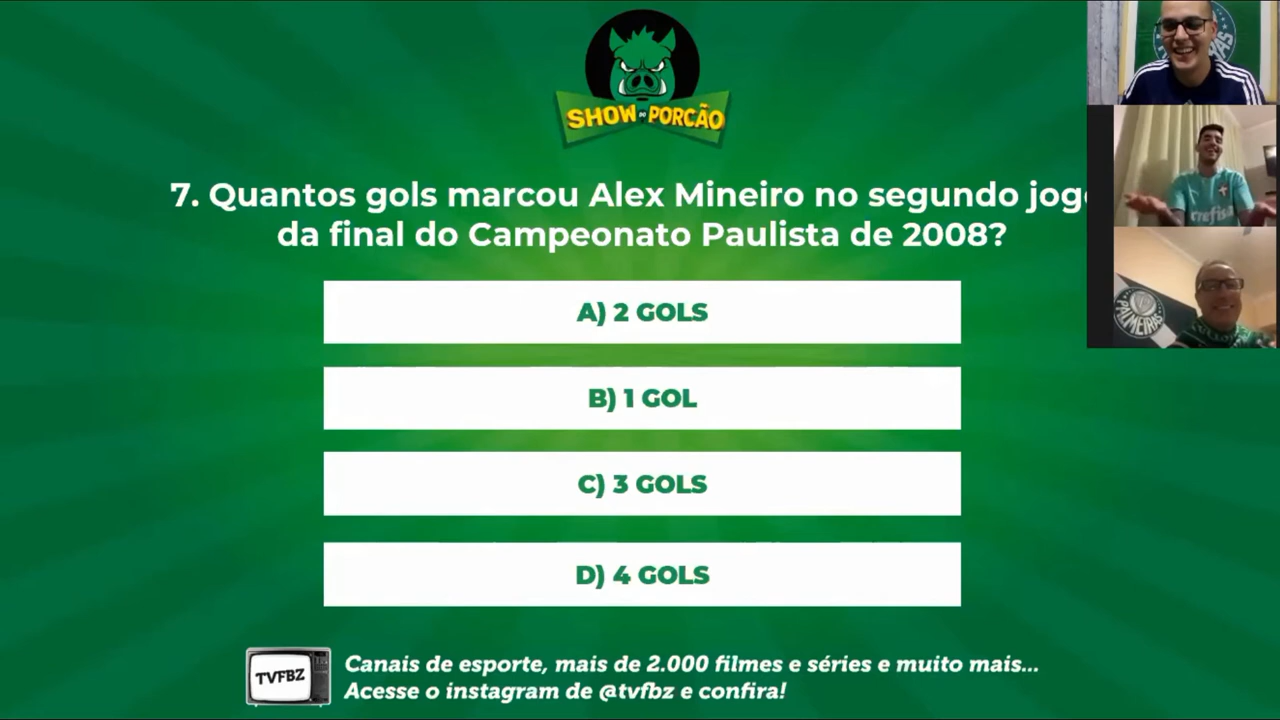 SHOW DO PORCÃO
7. Quantos gols marcou Alex Mineiro no segundo jogo
da final do Campeonato Paulista de 2008?
A) 2 GOLS
B) 1 GOL
C) 3 GOLS
D) 4 GOLS
TVFBZ
Canais de esporte, mais de 2.000 filmes e séries e muito mais...
Acesse o instagram de @tvfbz e confira!
crefisa
PALMEIRAS